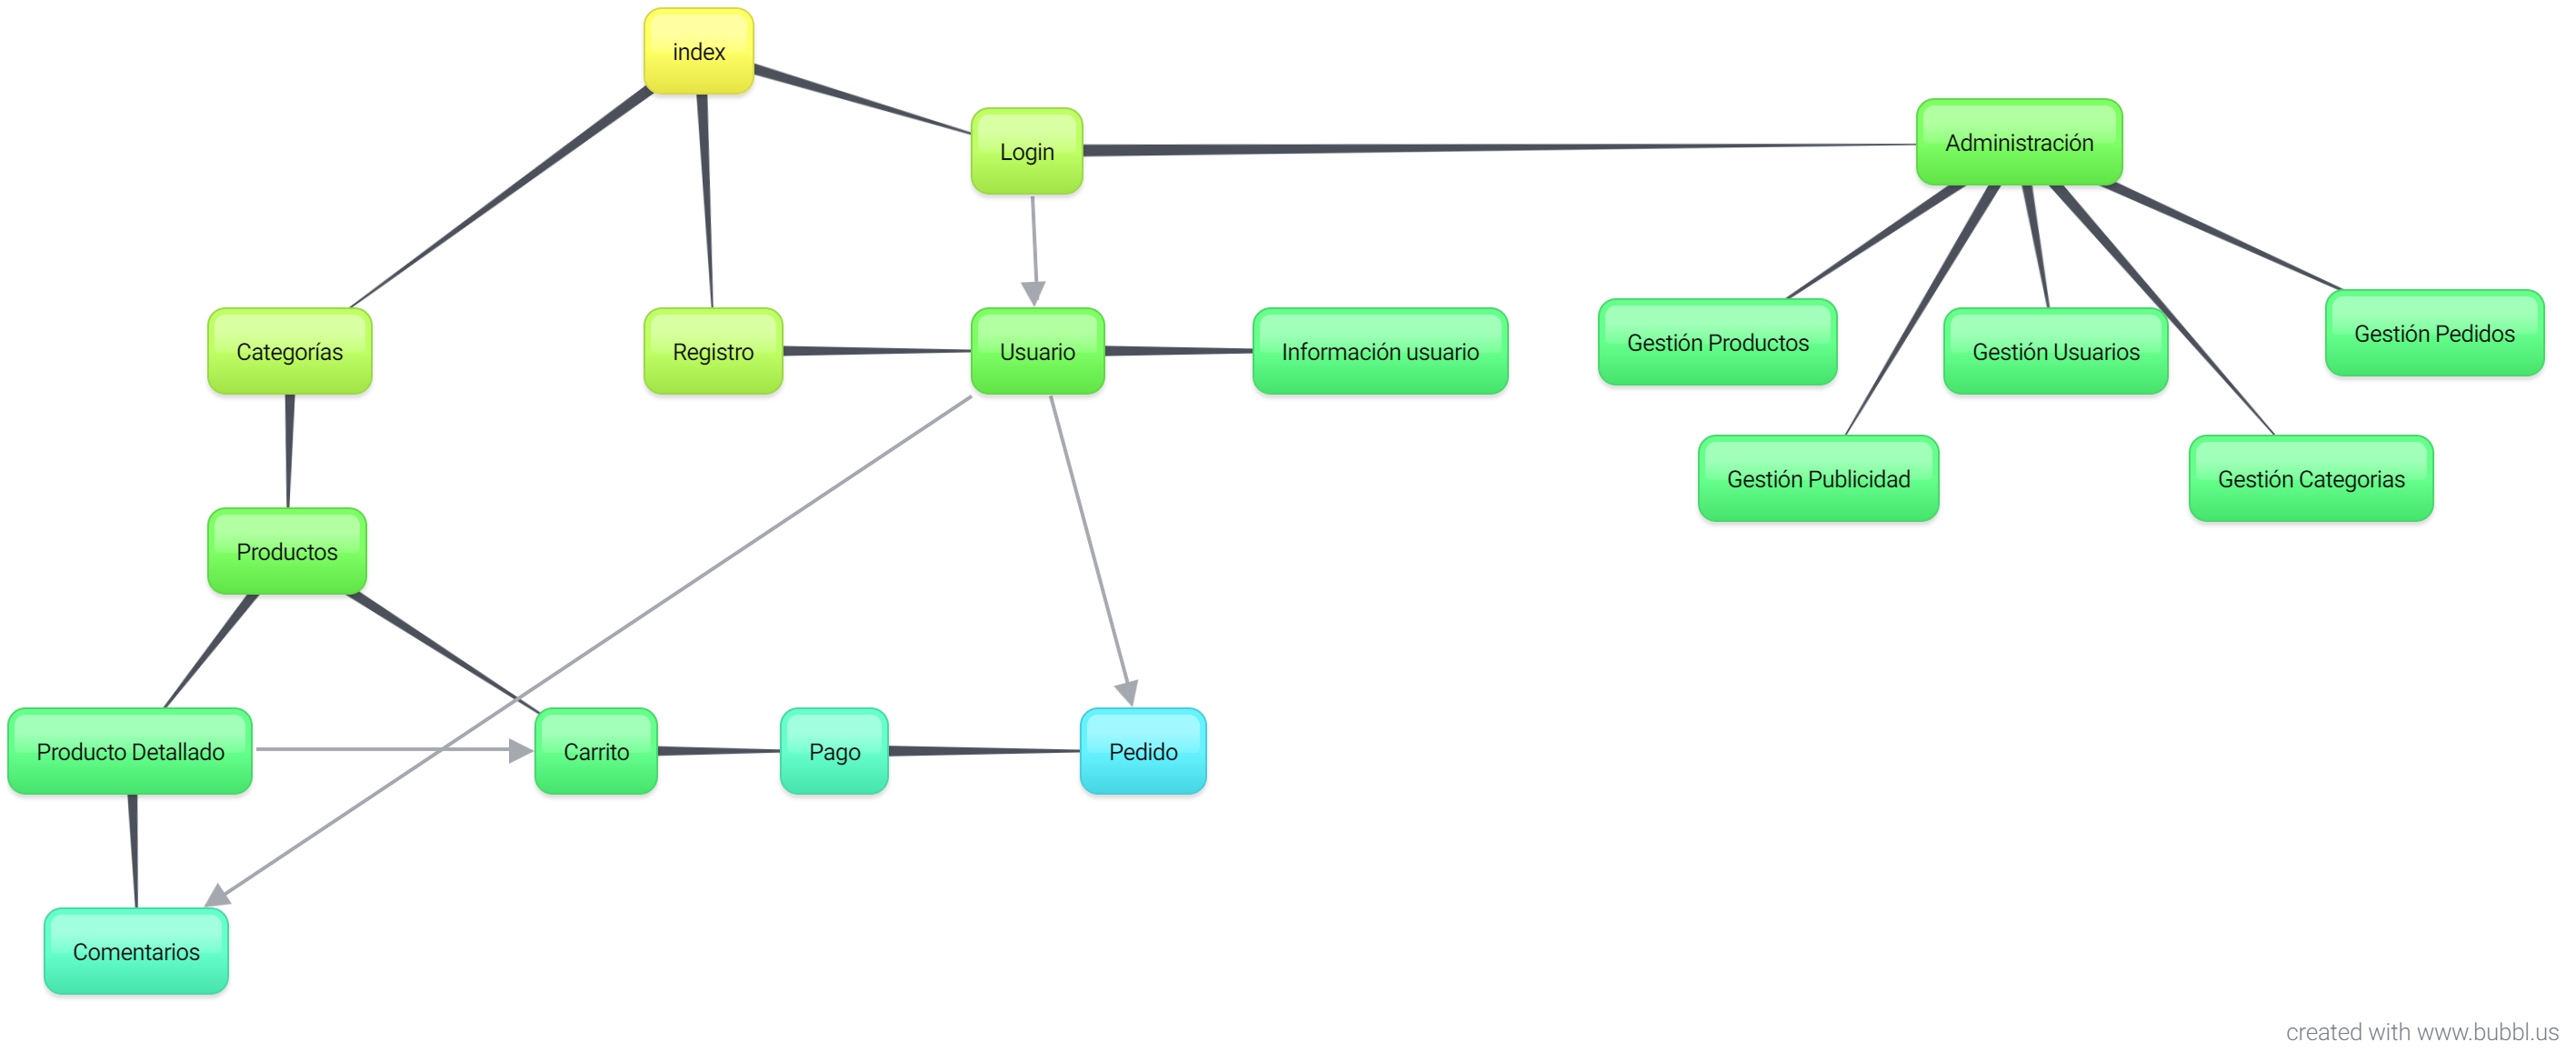 index
Login
Administración
Categorías
Registro
Usuario
Información usuario
Gestión Productos
Gestión Usuarios
Gestión Pedidos
Gestión Publicidad
Gestión Categorias
Productos
Producto Detallado
Carrito
Pago
Pedido
Comentarios
created with www.bubbl.us